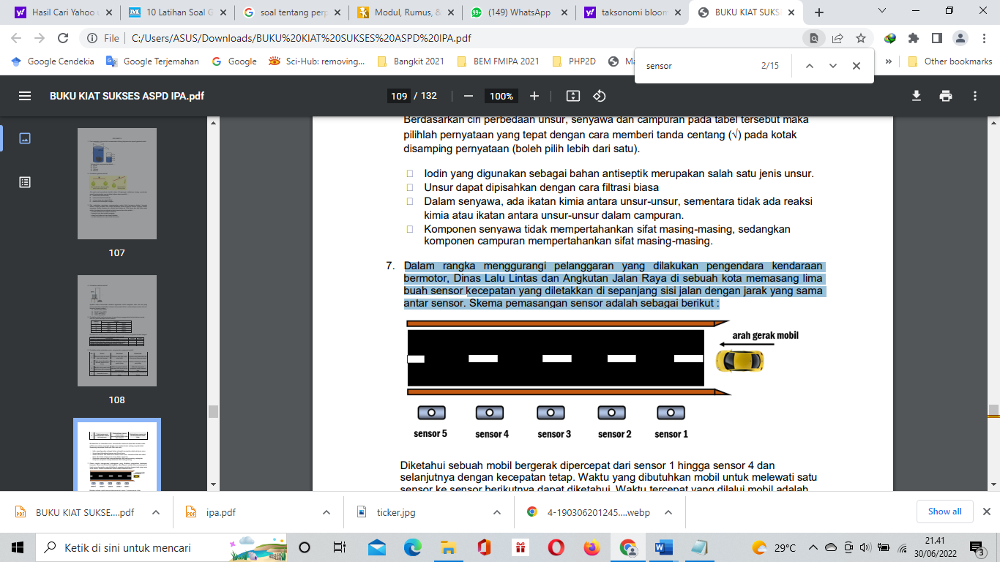 Hasil Cari Yahoo
10 Latihan Soal G
soal tentang perp
Modul, Rumus, &
(149) WhatsApp
taksonomi bloom
BUKU KIAT SUKS
File
C:/Users/ASUS/Downloads/BUKU%20KIAT%20SUKSES%20ASPD%20IPA.pdf
Google Cendekia
Google Terjemahan
Google
Sci-Hub: removing...
Bangkit 2021
BEM FMIPA 2021
PHP2D
Other bookmarks
sensor
2/15
BUKU KIAT SUKSES ASPD IPA.pdf
109 / 132
100%
107
108
Berdasarkan ciri perbedaan unsur, senyawa dan campuran pada tabel tersebut maka
pilihlah pernyataan yang tepat dengan cara memberi tanda centang (√) pada kotak
disamping pernyataan (boleh pilih lebih dari satu).
Iodin yang digunakan sebagai bahan antiseptik merupakan salah satu jenis unsur.
Unsur dapat dipisahkan dengan cara filtrasi biasa
Dalam senyawa, ada ikatan kimia antara unsur-unsur, sementara tidak ada reaksi
kimia atau ikatan antara unsur-unsur dalam campuran.
Komponen senyawa tidak mempertahankan sifat masing-masing, sedangkan
komponen campuran mempertahankan sifat masing-masing.
7. Dalam rangka menggurangi pelanggaran yang dilakukan pengendara kendaraan
bermotor, Dinas Lalu Lintas dan Angkutan Jalan Raya di sebuah kota memasang lima
buah sensor kecepatan yang diletakkan di sepanjang sisi jalan dengan jarak yang sama
antar sensor. Skema pemasangan sensor adalah sebagai berikut :
arah gerak mobil
sensor 5
sensor 4
sensor 3
sensor 2
sensor 1
Diketahui sebuah mobil bergerak dipercepat dari sensor 1 hingga sensor 4 dan
selanjutnya dengan kecepatan tetap. Waktu yang dibutuhkan mobil untuk melewati satu
sensor ke sensor berikutnya dapat diketahui. Waktu tercepat yang dilalui mobil adalah
BUKU KIAT SUKSE....pdf
ipa.pdf
ticker.jpg
4-190306201245....webp
Show all
Ketik di sini untuk mencari
29°C
21.41
30/06/2022
3